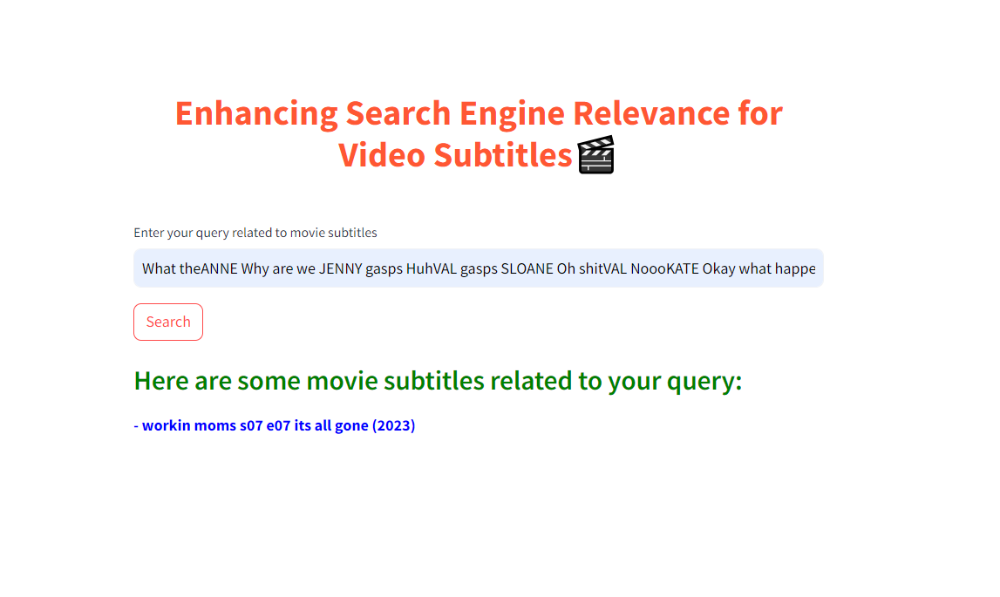 Enhancing Search Engine Relevance for
Video Subtitles🎬
Enter your query related to movie subtitles
What theANNE Why are we JENNY gasps HuhVAL gasps SLOANE Oh shitVAL NoooKATE Okay what happe
Search
Here are some movie subtitles related to your query:
- workin moms s07 e07 its all gone (2023)